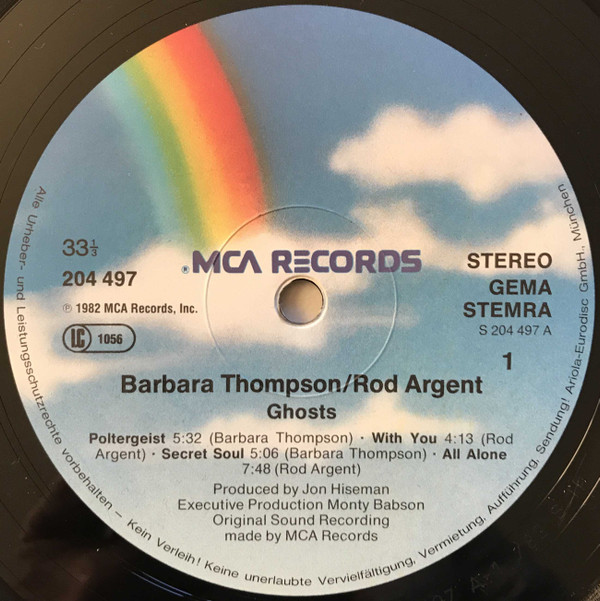 MCA RECORDS
®
33⅓
204 497
℗ 1982 MCA Records, Inc.
LC 1056
STEREO
GEMA
STEMRA
S 204 497 A
1
Barbara Thompson/Rod Argent
Ghosts
Poltergeist 5:32 (Barbara Thompson) · With You 4:13 (Rod
Argent) · Secret Soul 5:06 (Barbara Thompson) · All Alone
7:48 (Rod Argent)
Produced by Jon Hiseman
Executive Production Monty Babson
Original Sound Recording
made by MCA Records
Alle Urheber- und Leistungsschutzrechte vorbehalten – Kein Verleih! Keine unerlaubte Vervielfältigung, Vermietung, Aufführung, Sendung! Ariola-Eurodisc GmbH., München